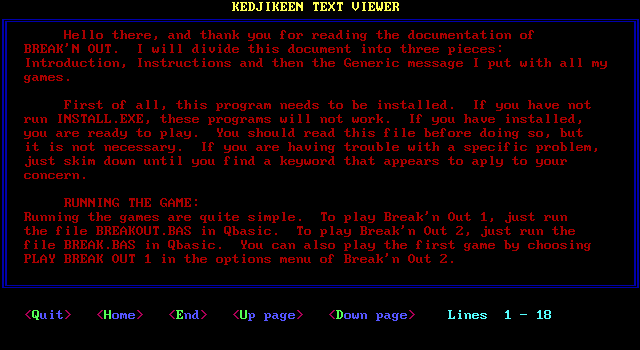 KEDJIKEEN TEXT VIEWER
Hello there, and thank you for reading the documentation of
BREAK'N OUT.  I will divide this document into three pieces:
Introduction, Instructions and then the Generic message I put with all my
games.
First of all, this program needs to be installed.  If you have not
run INSTALL.EXE, these programs will not work.  If you have installed,
you are ready to play.  You should read this file before doing so, but
it is not necessary.  If you are having trouble with a specific problem,
just skim down until you find a keyword that appears to aply to your
concern.
RUNNING THE GAME:
Running the games are quite simple.  To play Break'n Out 1, just run
the file BREAKOUT.BAS in Qbasic.  To play Break'n Out 2, just run the
file BREAK.BAS in Qbasic.  You can also play the first game by choosing
PLAY BREAK OUT 1 in the options menu of Break'n Out 2.
<Quit>   <Home>   <End>   <Up page>   <Down page>    Lines  1 - 18